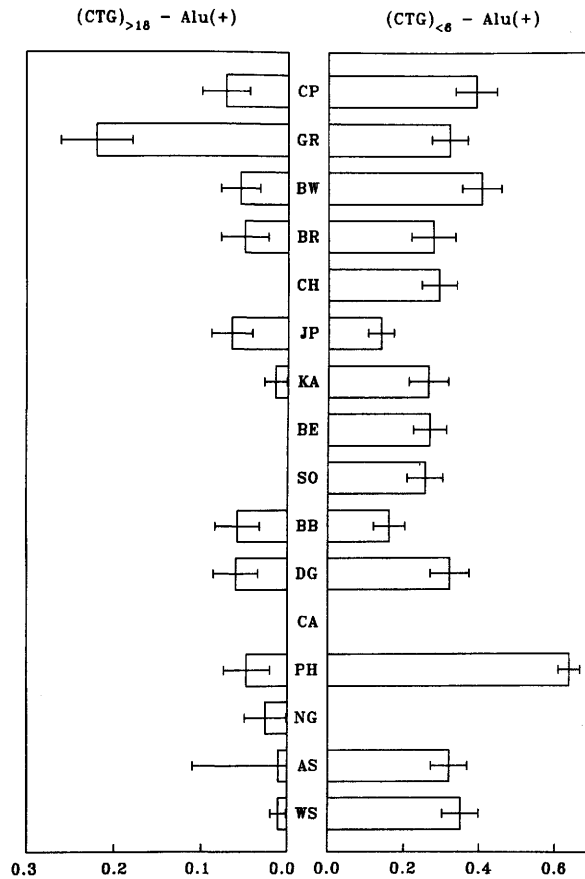 (CTG)>18 - Alu(+) (CTG)<6 - Alu(+)
CP
GR
BW
BR
CH
JP
KA
BE
SO
BB
DG
CA
PH
NG
AS
WS
0.3 0.2 0.1 0.0 0.0 0.2 0.4 0.6